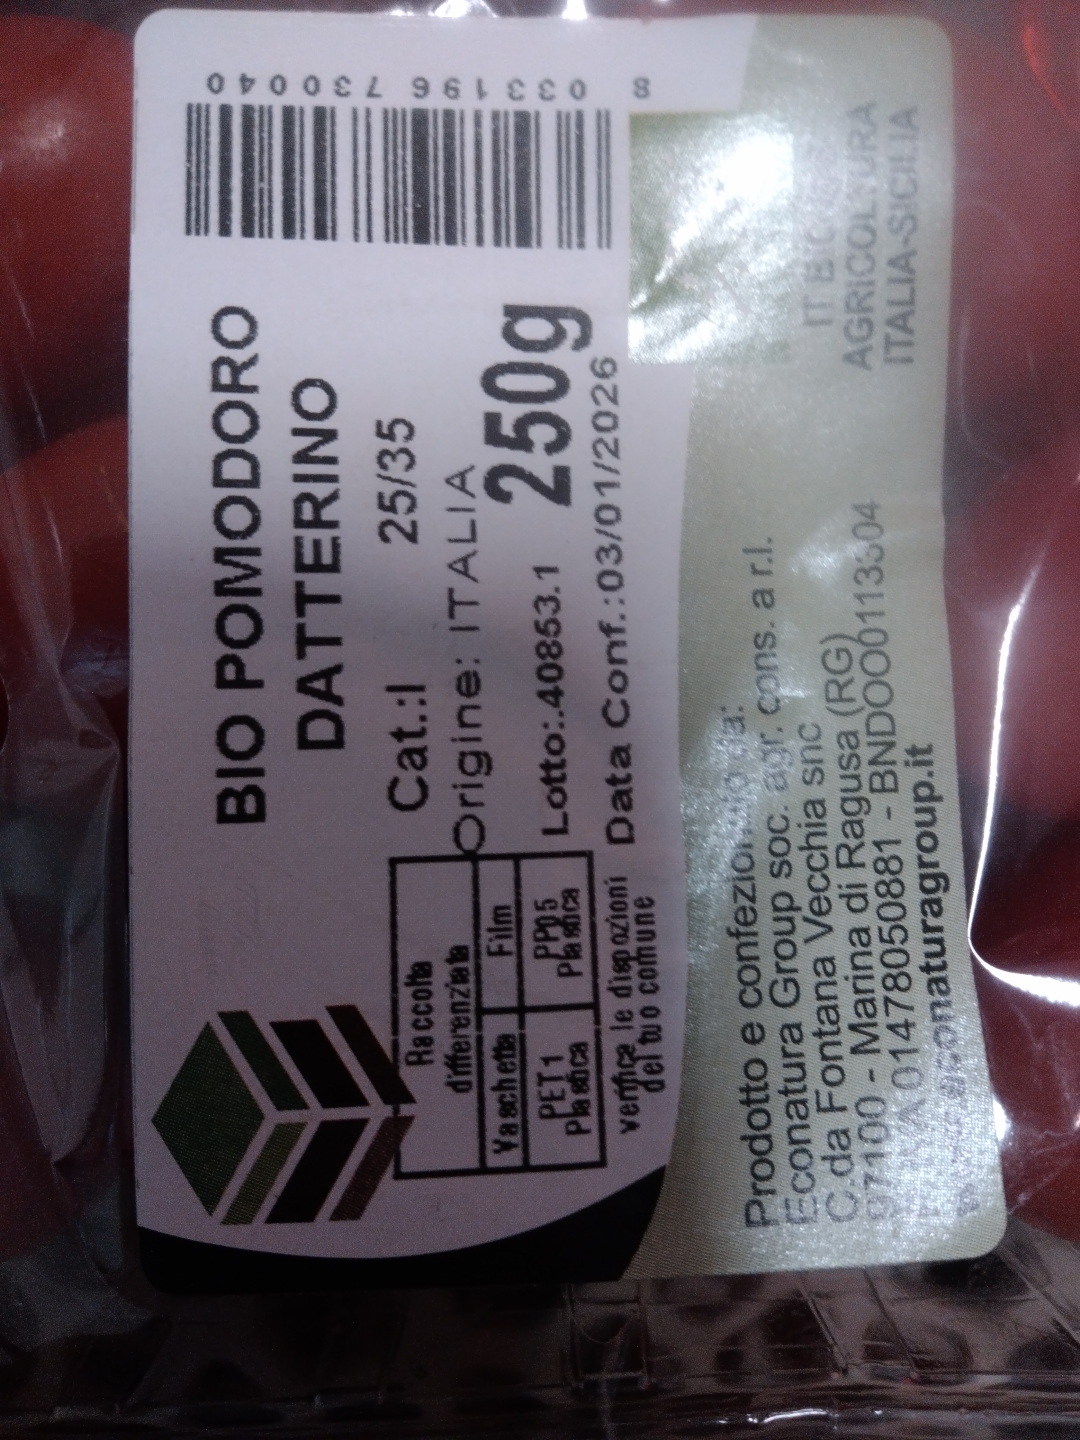 BIO POMODORO
DATTERINO
Cat.:I 25/35
Origine: ITALIA
Lotto:.40853.1 250g
Data Conf.:03/01/2026
8 033196 730040
Raccolta
differenziata
Vaschetta Film
PET1 PP05
Plastica Plastica
verifica le dispozioni
del tuo comune
Prodotto e confezionato da:
Econatura Group soc. agr. cons. a r.l.
C.da Fontana Vecchia snc
97100 - Marina di Ragusa (RG)
01478050881 - BNDOO0113304
econaturagroup.it
AGRICOLTURA
ITALIA-SICILIA